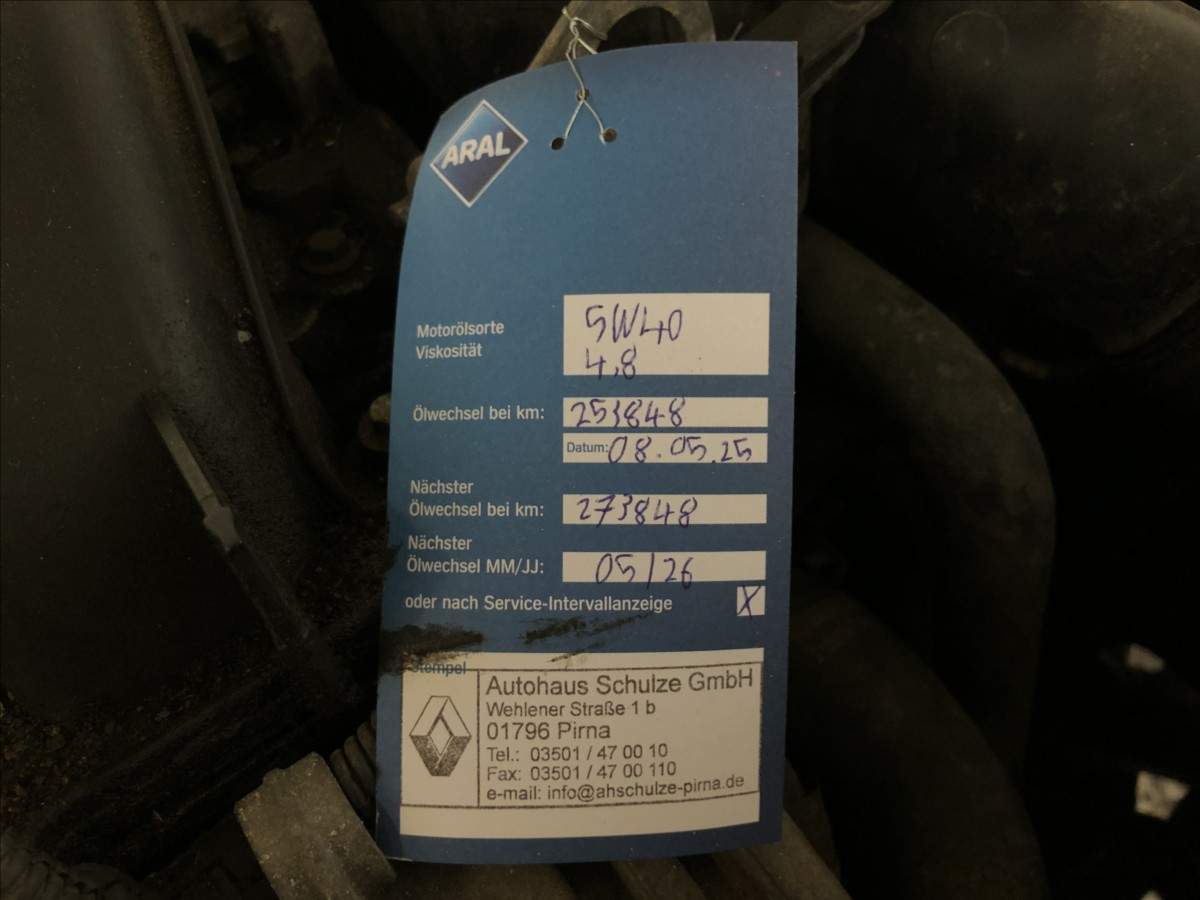 ARAL
Motorölsorte
Viskosität
5W40
4,8
Ölwechsel bei km: 253848
Datum: 08.05.25
Nächster
Ölwechsel bei km: 273848
Nächster
Ölwechsel MM/JJ: 05/26
oder nach Service-Intervallanzeige X
Stempel
Autohaus Schulze GmbH
Wehlener Straße 1 b
01796 Pirna
Tel.: 03501 / 47 00 10
Fax: 03501 / 47 00 110
e-mail: info@ahschulze-pirna.de